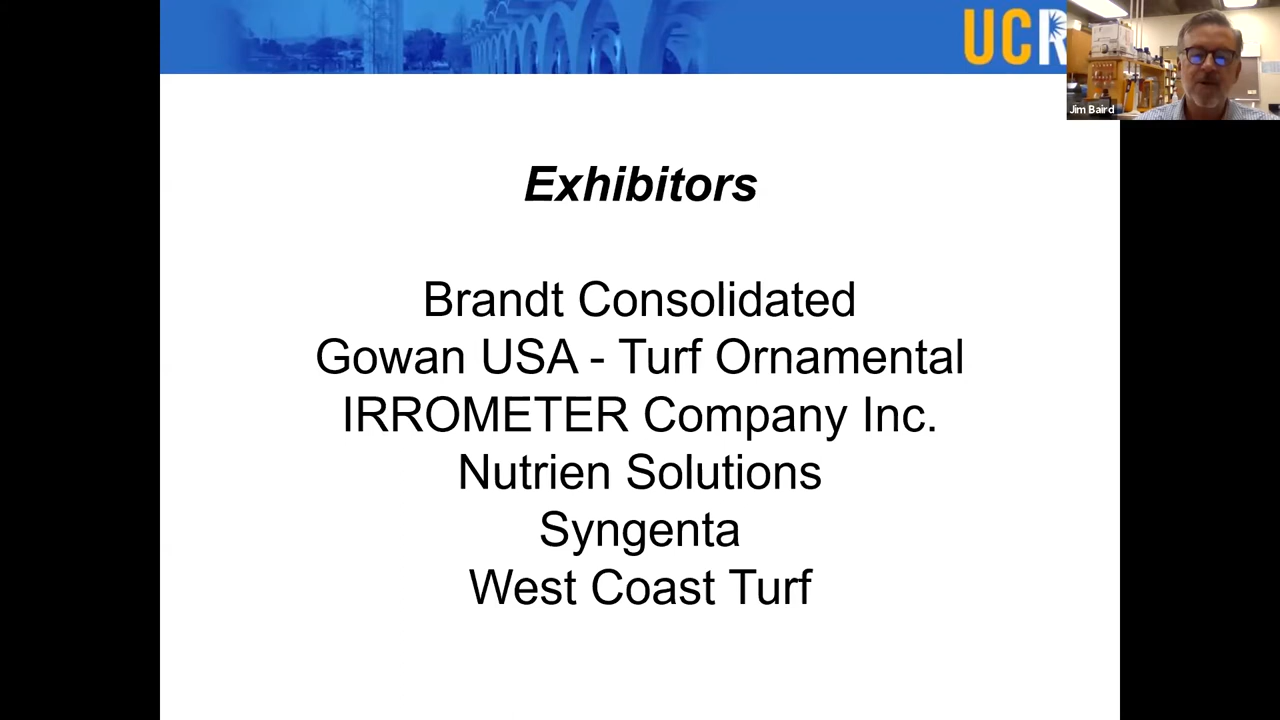 UCR
Jim Baird
Exhibitors
Brandt Consolidated
Gowan USA - Turf Ornamental
IRROMETER Company Inc.
Nutrien Solutions
Syngenta
West Coast Turf